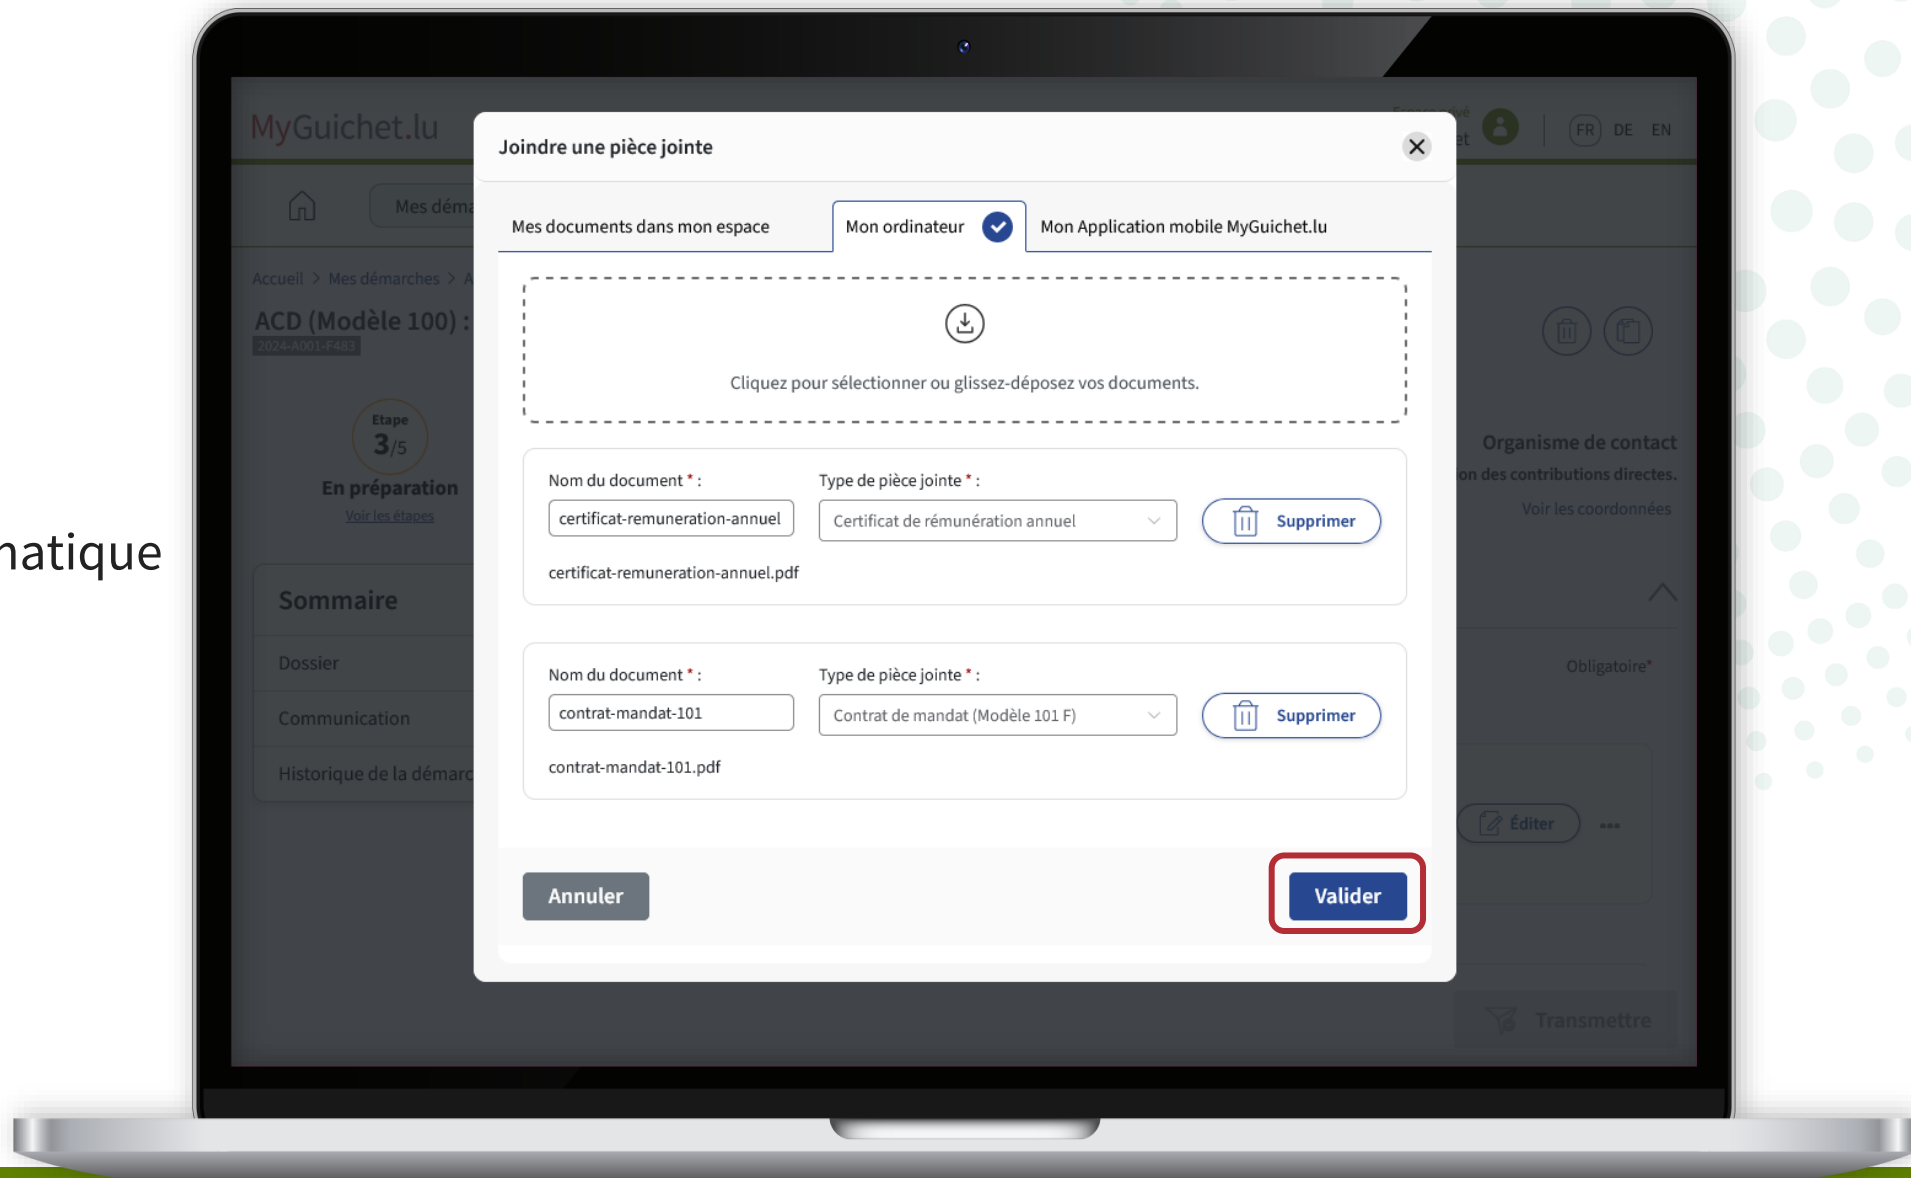 MyGuichet.lu
FR DE EN
Mes déma
Accueil > Mes démarches > A
ACD (Modèle 100) :
2024-A001-F483
Etape
3/5
En préparation
Voir les étapes
Sommaire
Dossier
Communication
Historique de la démarc
matique
Joindre une pièce jointe
Mes documents dans mon espace
Mon ordinateur
Mon Application mobile MyGuichet.lu
Cliquez pour sélectionner ou glissez-déposez vos documents.
Nom du document * :
Type de pièce jointe * :
certificat-remuneration-annuel
Certificat de rémunération annuel
Supprimer
certificat-remuneration-annuel.pdf
Nom du document * :
Type de pièce jointe * :
contrat-mandat-101
Contrat de mandat (Modèle 101 F)
Supprimer
contrat-mandat-101.pdf
Annuler
Valider
Organisme de contact
ion des contributions directes.
Voir les coordonnées
Obligatoire*
Éditer
Transmettre